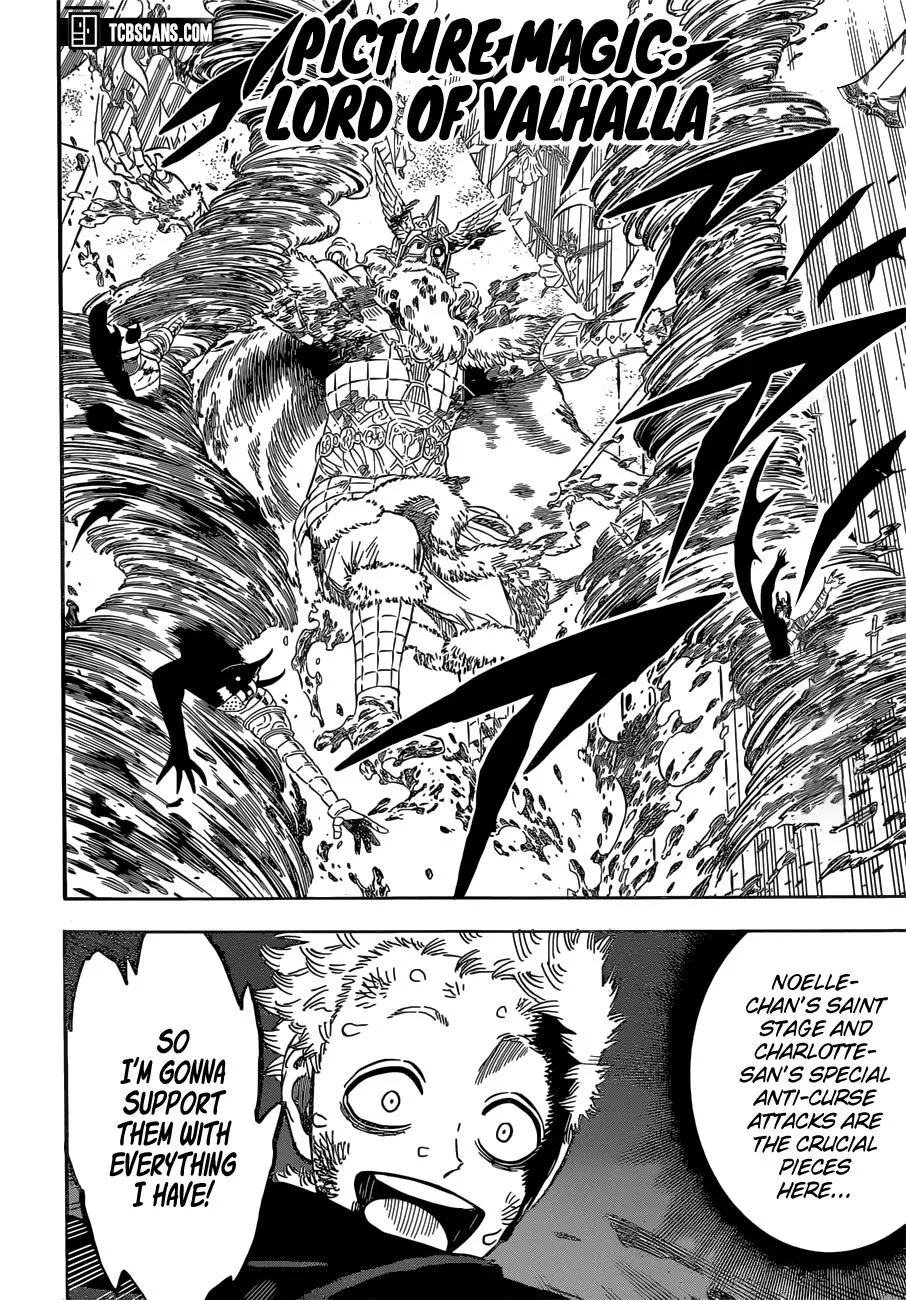 TCBSCANS.COM
PICTURE MAGIC:
LORD OF VALHALLA
NOELLE-
CHAN'S SAINT
STAGE AND
CHARLOTTE-
SAN'S SPECIAL
ANTI-CURSE
ATTACKS ARE
THE CRUCIAL
PIECES
HERE...
SO
I'M GONNA
SUPPORT
THEM WITH
EVERYTHING
I HAVE!